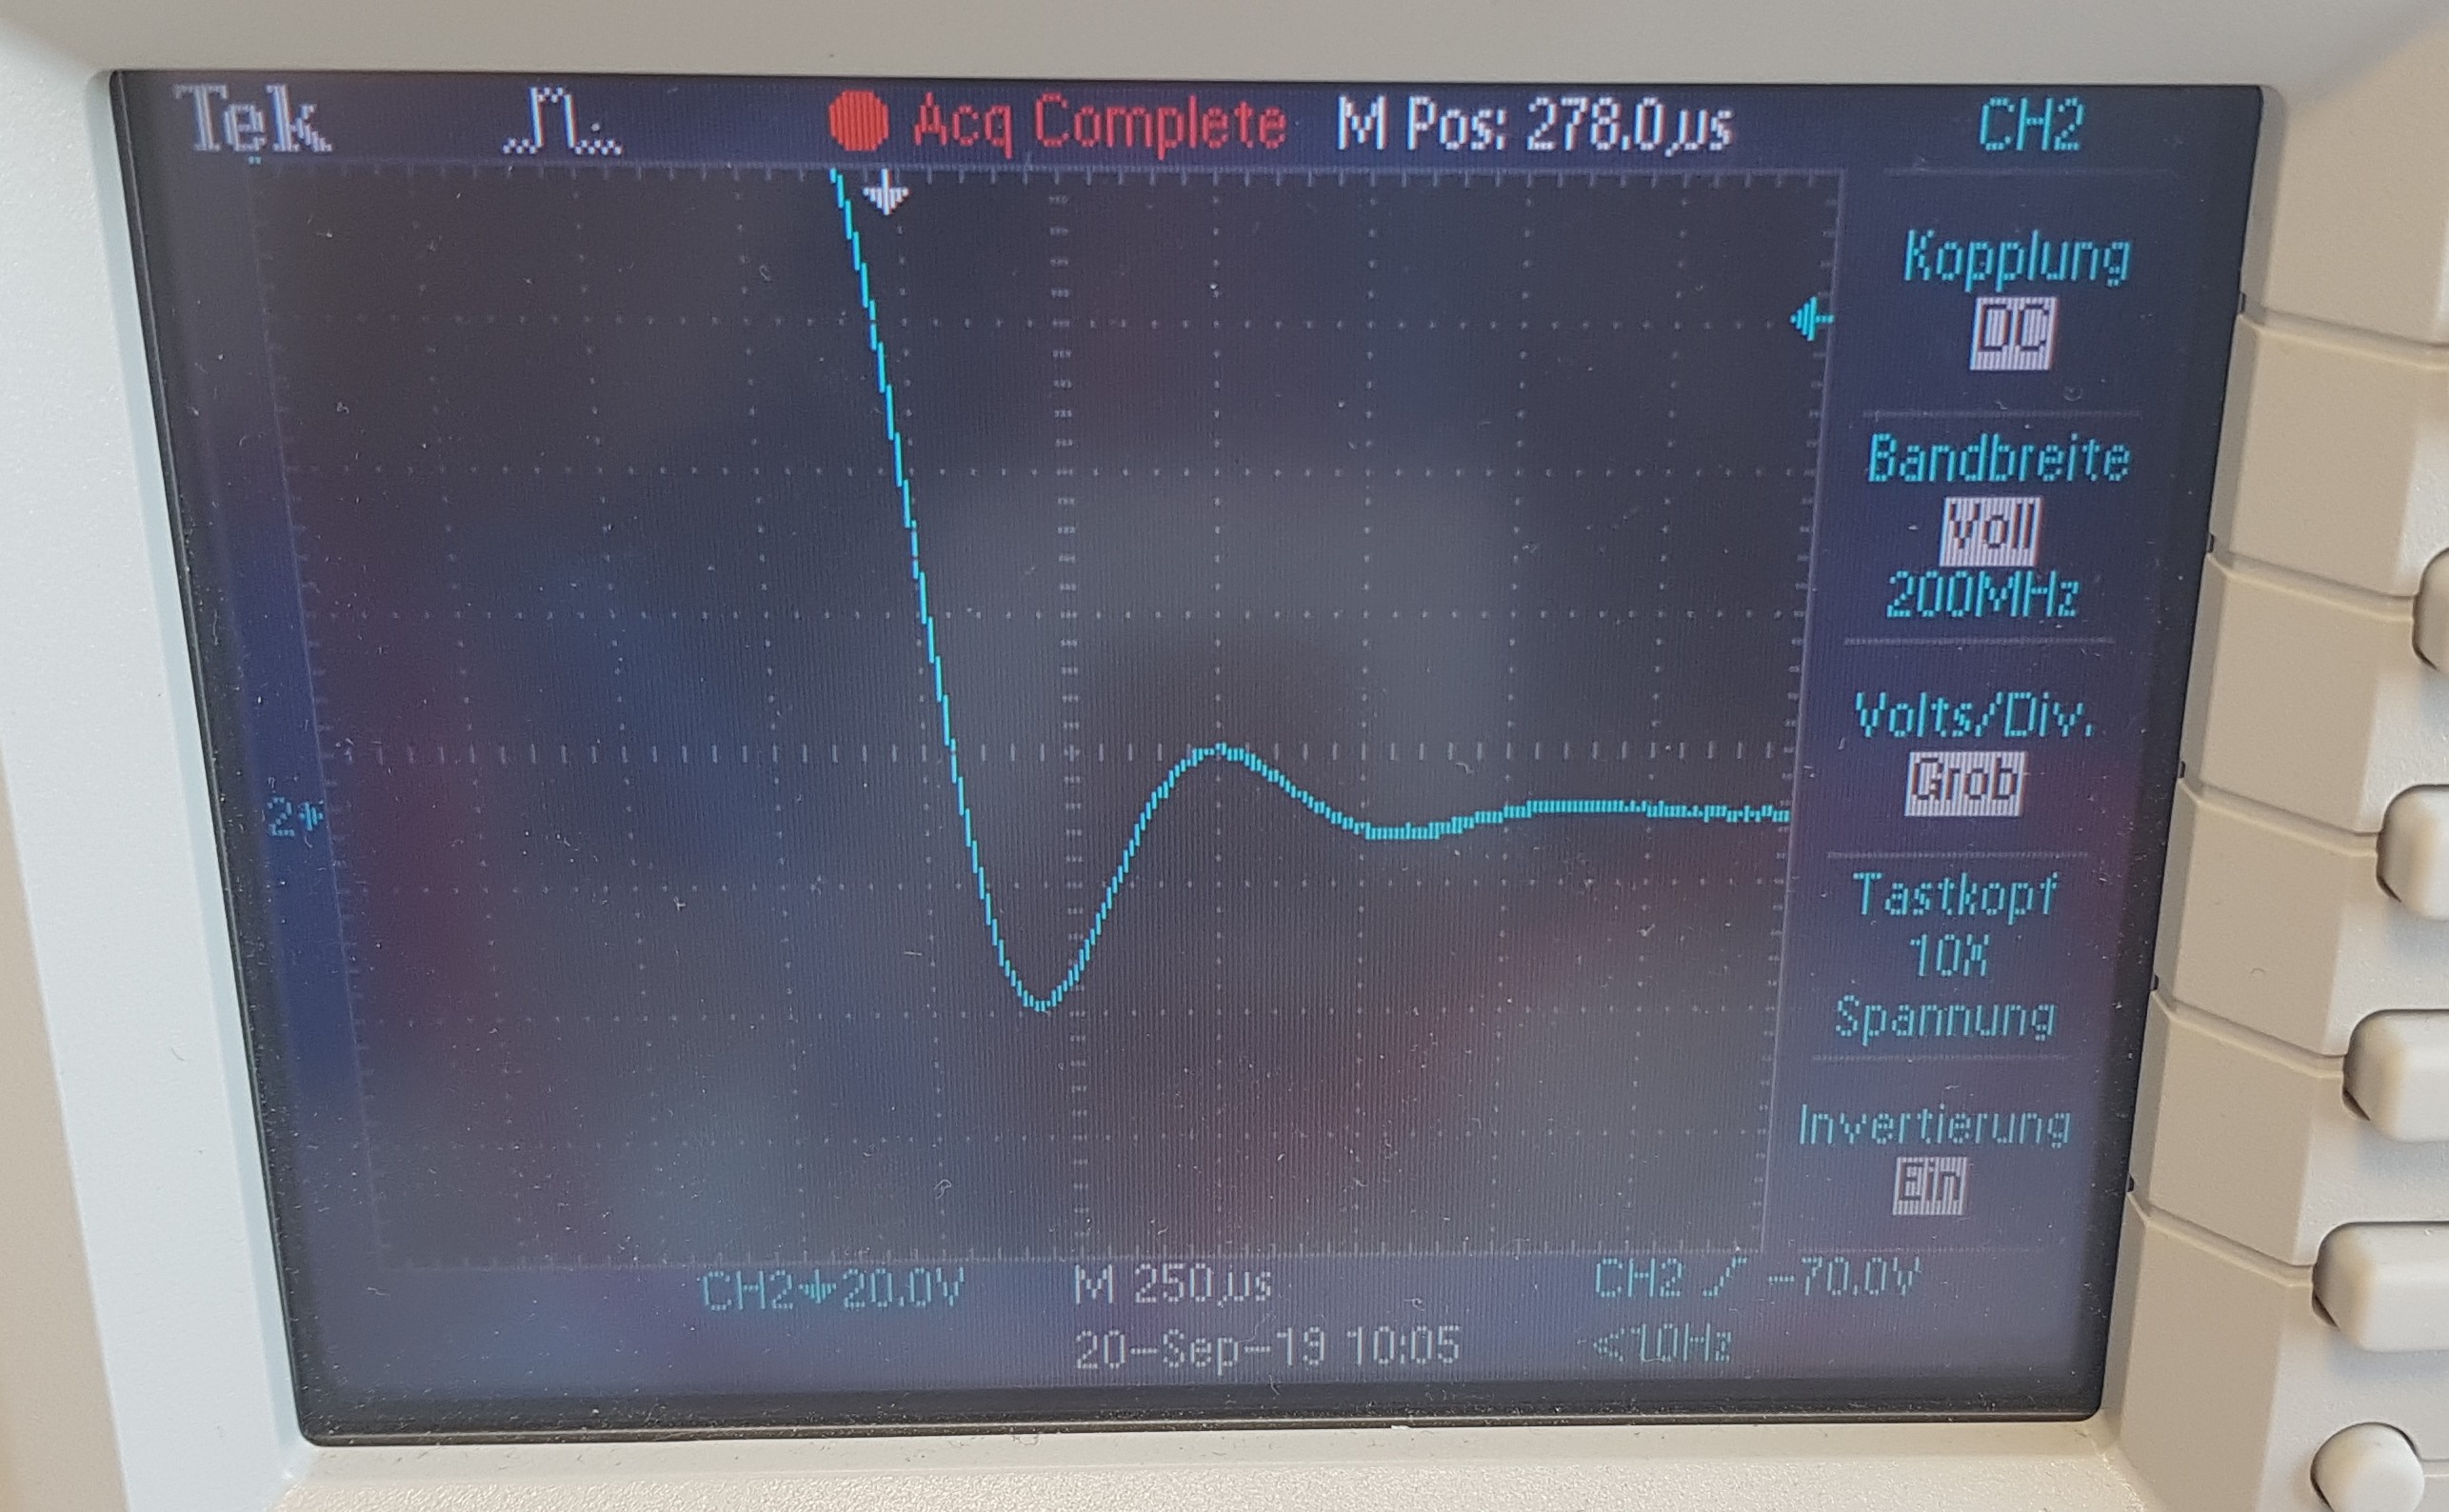 Tek Acq Complete M Pos: 278.0µs CH2
Kopplung
DC
Bandbreite
Voll
200MHz
Volts/Div.
Grob
2
Tastkopf
10X
Spannung
Invertierung
Ein
CH2 20.0V M 250µs CH2 -70.0V
20-Sep-19 10:05 <10Hz